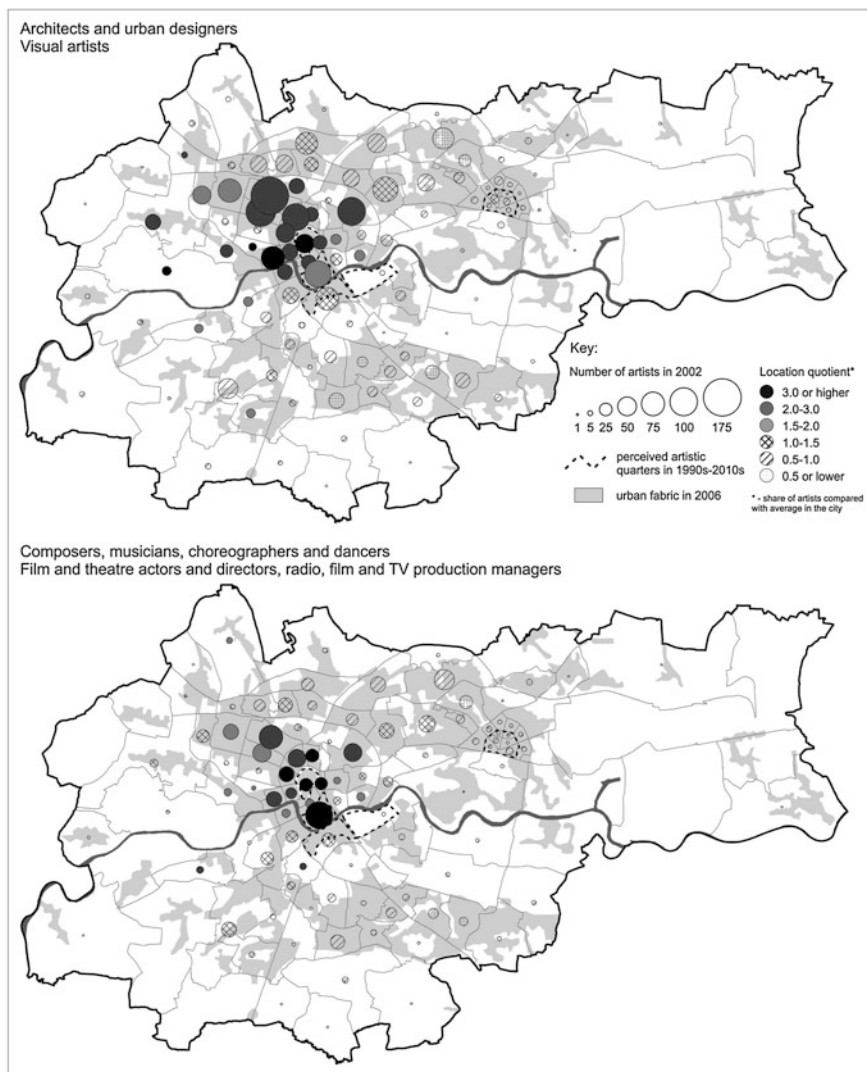 Architects and urban designers
Visual artists
Key:
Number of artists in 2002
1 5 25 50 75 100 175
perceived artistic
quarters in 1990s-2010s
urban fabric in 2006
Location quotient*
3.0 or higher
2.0-3.0
1.5-2.0
1.0-1.5
0.5-1.0
0.5 or lower
* - share of artists compared
with average in the city
Composers, musicians, choreographers and dancers
Film and theatre actors and directors, radio, film and TV production managers